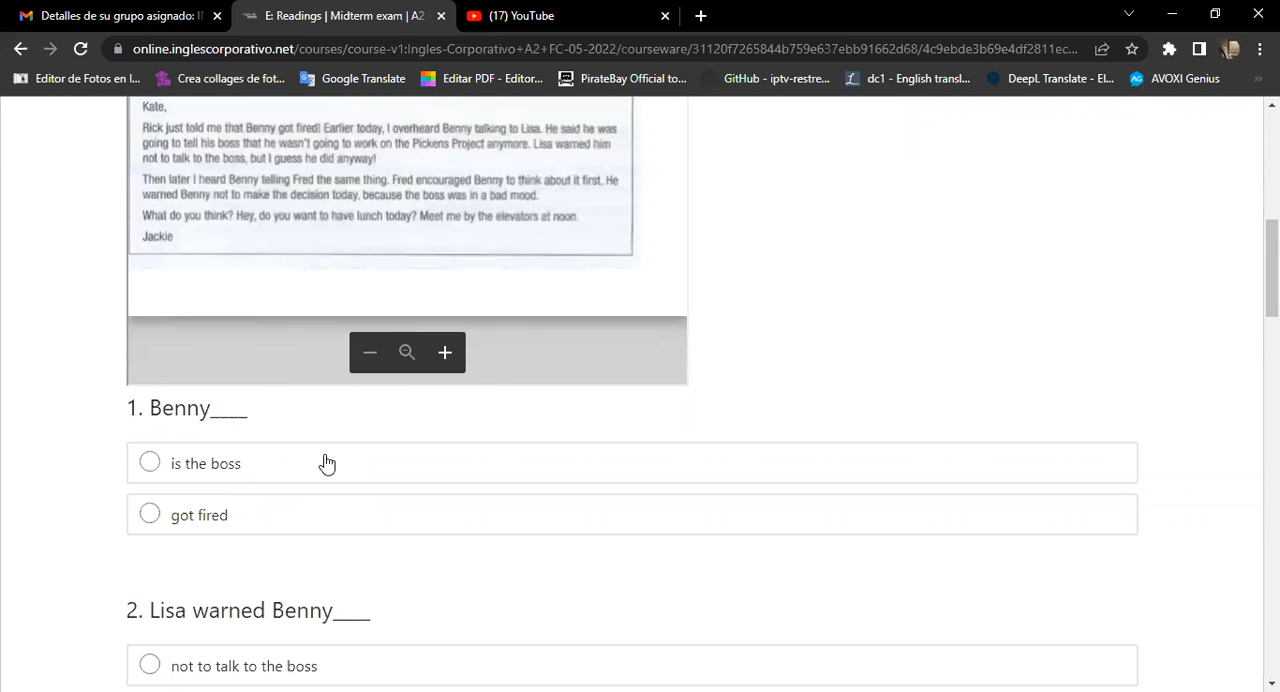 Detalles de su grupo asignado: I
E: Readings | Midterm exam | A2
(17) YouTube
online.inglescorporativo.net/courses/course-v1:Ingles-Corporativo+A2+FC-05-2022/courseware/31120f7265844b759e637ebb91662d68/4c9ebde3b69e4df2811ec...
Editor de Fotos en l...
Crea collages de fot...
Google Translate
Editar PDF - Editor...
PirateBay Official to...
GitHub - iptv-restre...
dc1 - English transl...
DeepL Translate - El...
AVOXI Genius
Kate,
Rick just told me that Benny got fired! Earlier today, I overheard Benny talking to Lisa. He said he was
going to tell his boss that he wasn't going to work on the Pickens Project anymore. Lisa warned him
not to talk to the boss, but I guess he did anyway!
Then later I heard Benny telling Fred the same thing. Fred encouraged Benny to think about it first. He
warned Benny not to make the decision today, because the boss was in a bad mood.
What do you think? Hey, do you want to have lunch today? Meet me by the elevators at noon.
Jackie
1. Benny____
is the boss
got fired
2. Lisa warned Benny____
not to talk to the boss